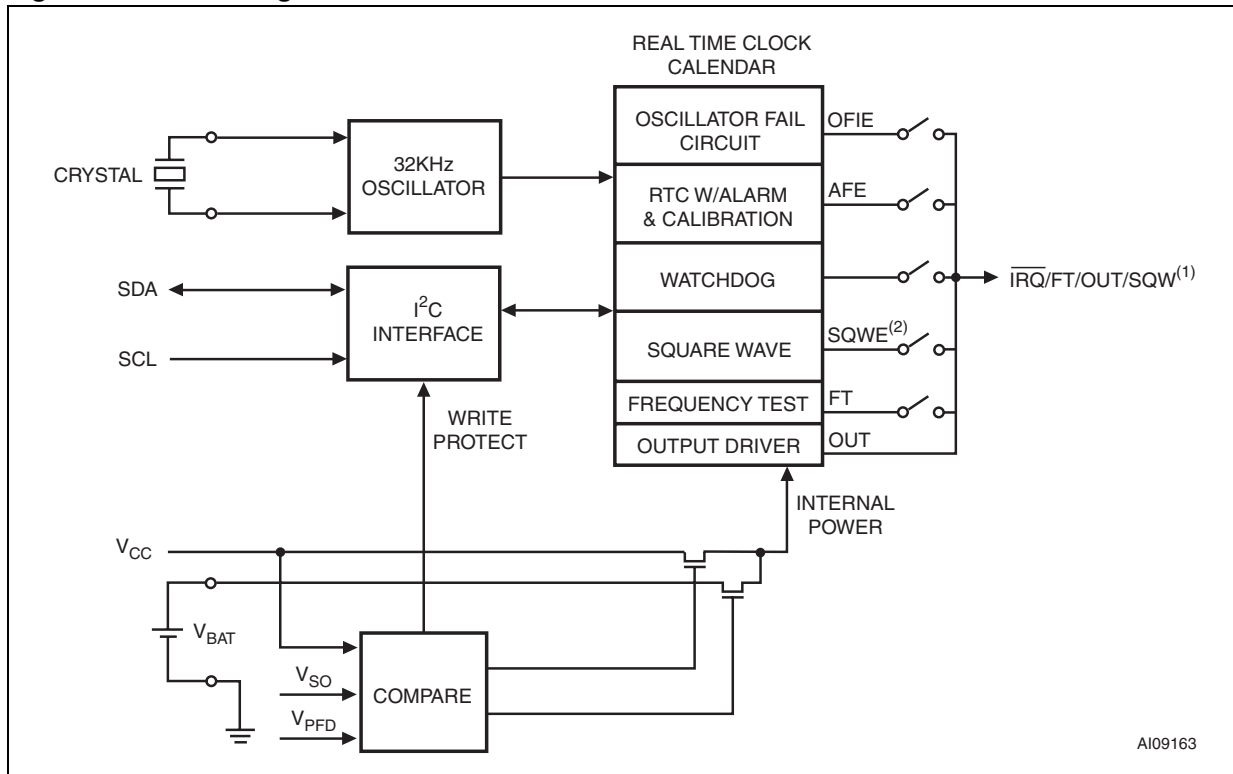 REAL TIME CLOCK
CALENDAR
OSCILLATOR FAIL
CIRCUIT
OFIE
CRYSTAL
32KHz
OSCILLATOR
RTC W/ALARM
& CALIBRATION
AFE
SDA
SCL
I2C
INTERFACE
WATCHDOG
IRQ/FT/OUT/SQW(1)
SQUARE WAVE
SQWE(2)
FREQUENCY TEST
FT
OUTPUT DRIVER
OUT
WRITE
PROTECT
INTERNAL
POWER
VCC
VBAT
VSO
VPFD
COMPARE
AI09163